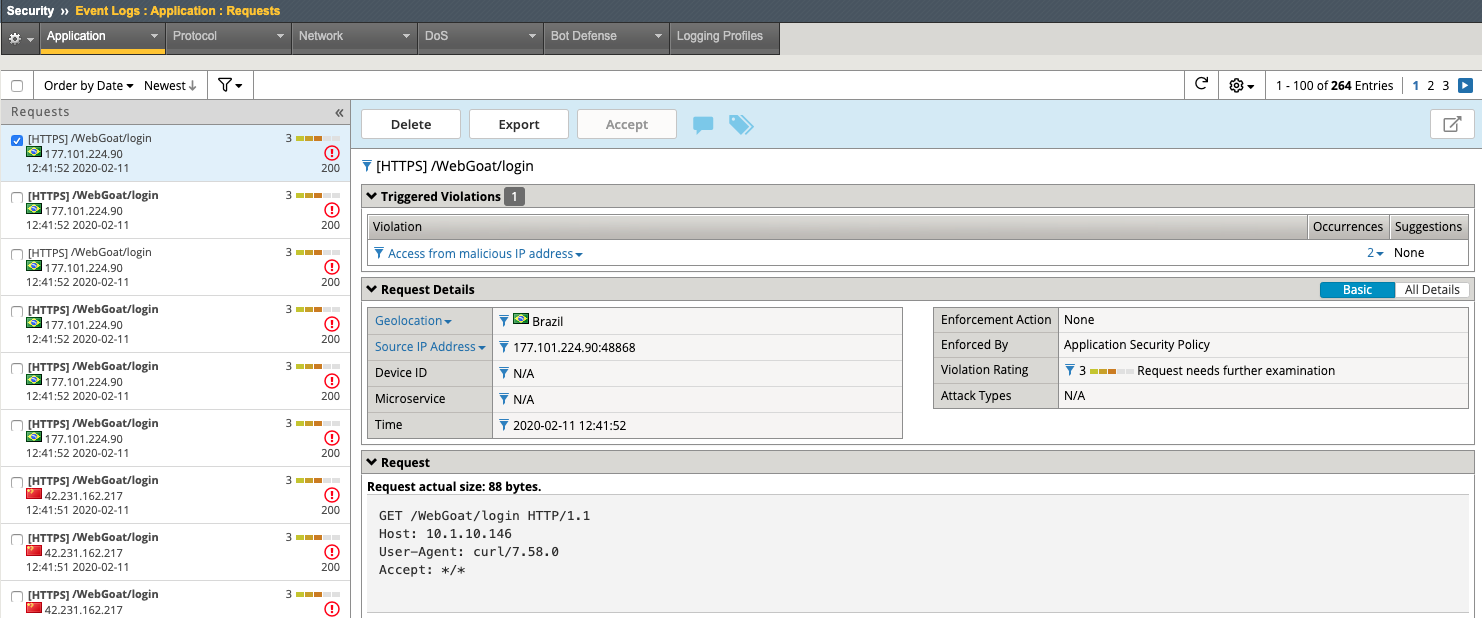 Security ›› Event Logs : Application : Requests
Application Protocol Network DoS Bot Defense Logging Profiles
Order by Date Newest↓ 1 - 100 of 264 Entries 1 2 3
Requests «
[HTTPS] /WebGoat/login 3
177.101.224.90
12:41:52 2020-02-11 200
[HTTPS] /WebGoat/login 3
177.101.224.90
12:41:52 2020-02-11 200
[HTTPS] /WebGoat/login 3
177.101.224.90
12:41:52 2020-02-11 200
[HTTPS] /WebGoat/login 3
177.101.224.90
12:41:52 2020-02-11 200
[HTTPS] /WebGoat/login 3
177.101.224.90
12:41:52 2020-02-11 200
[HTTPS] /WebGoat/login 3
177.101.224.90
12:41:52 2020-02-11 200
[HTTPS] /WebGoat/login 3
42.231.162.217
12:41:51 2020-02-11 200
[HTTPS] /WebGoat/login 3
42.231.162.217
12:41:51 2020-02-11 200
[HTTPS] /WebGoat/login 3
42.231.162.217
Delete Export Accept
[HTTPS] /WebGoat/login
Triggered Violations 1
Violation Occurrences Suggestions
Access from malicious IP address 2 None
Request Details Basic All Details
Geolocation Brazil
Source IP Address 177.101.224.90:48868
Device ID N/A
Microservice N/A
Time 2020-02-11 12:41:52
Enforcement Action None
Enforced By Application Security Policy
Violation Rating 3 Request needs further examination
Attack Types N/A
Request
Request actual size: 88 bytes.
GET /WebGoat/login HTTP/1.1
Host: 10.1.10.146
User-Agent: curl/7.58.0
Accept: */*